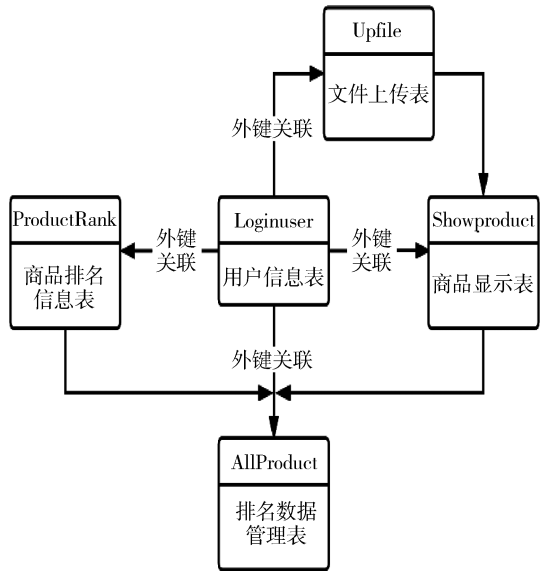 Upfile
文件上传表
外键关联
ProductRank
商品排名
信息表
外键
关联
Loginuser
用户信息表
外键
关联
Showproduct
商品显示表
外键关联
AllProduct
排名数据
管理表